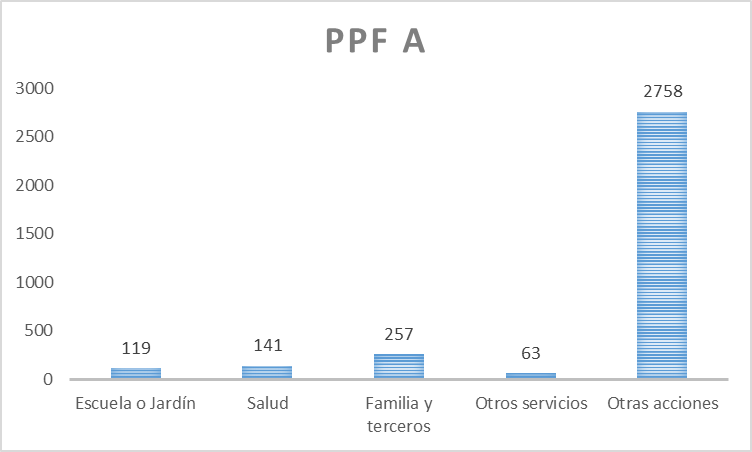 PPF A
3000
2500
2000
1500
1000
500
0
119
141
257
63
2758
Escuela o Jardín
Salud
Familia y
terceros
Otros servicios
Otras acciones